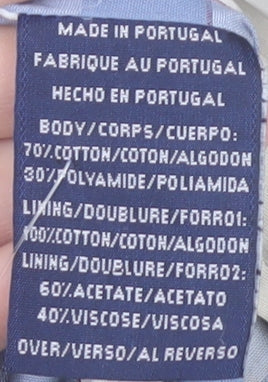 MADE IN PORTUGAL
FABRIQUE AU PORTUGAL
HECHO EN PORTUGAL
BODY/CORPS/CUERPO:
70%COTTON/COTON/ALGODON
30%POLYAMIDE/POLIAMIDA
LINING/DOUBLURE/FORRO1:
100%COTTON/COTON/ALGODON
LINING/DOUBLURE/FORRO2:
60%ACETATE/ACETATO
40%VISCOSE/VISCOSA
OVER/VERSO/AL REVERSO